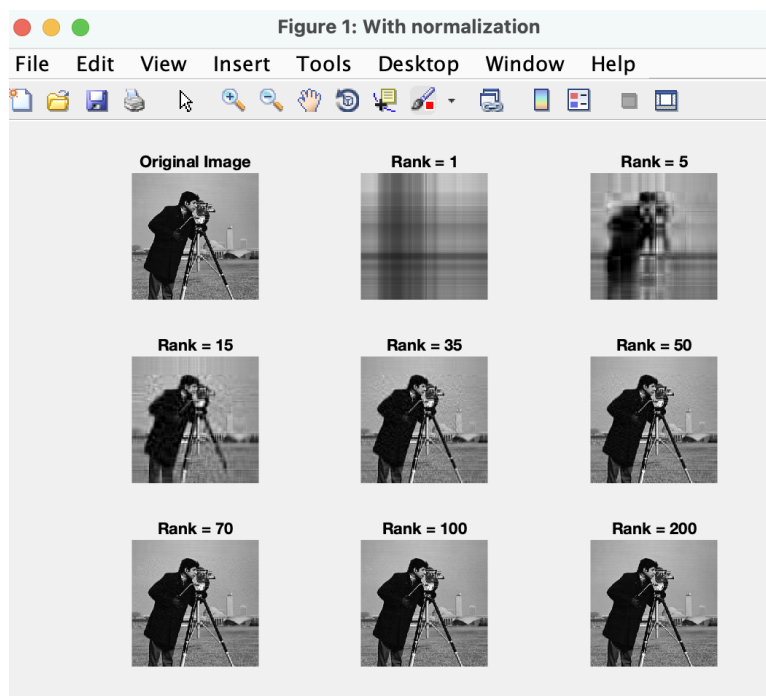 Figure 1: With normalization
File Edit View Insert Tools Desktop Window Help
Original Image
Rank = 1
Rank = 5
Rank = 15
Rank = 35
Rank = 50
Rank = 70
Rank = 100
Rank = 200